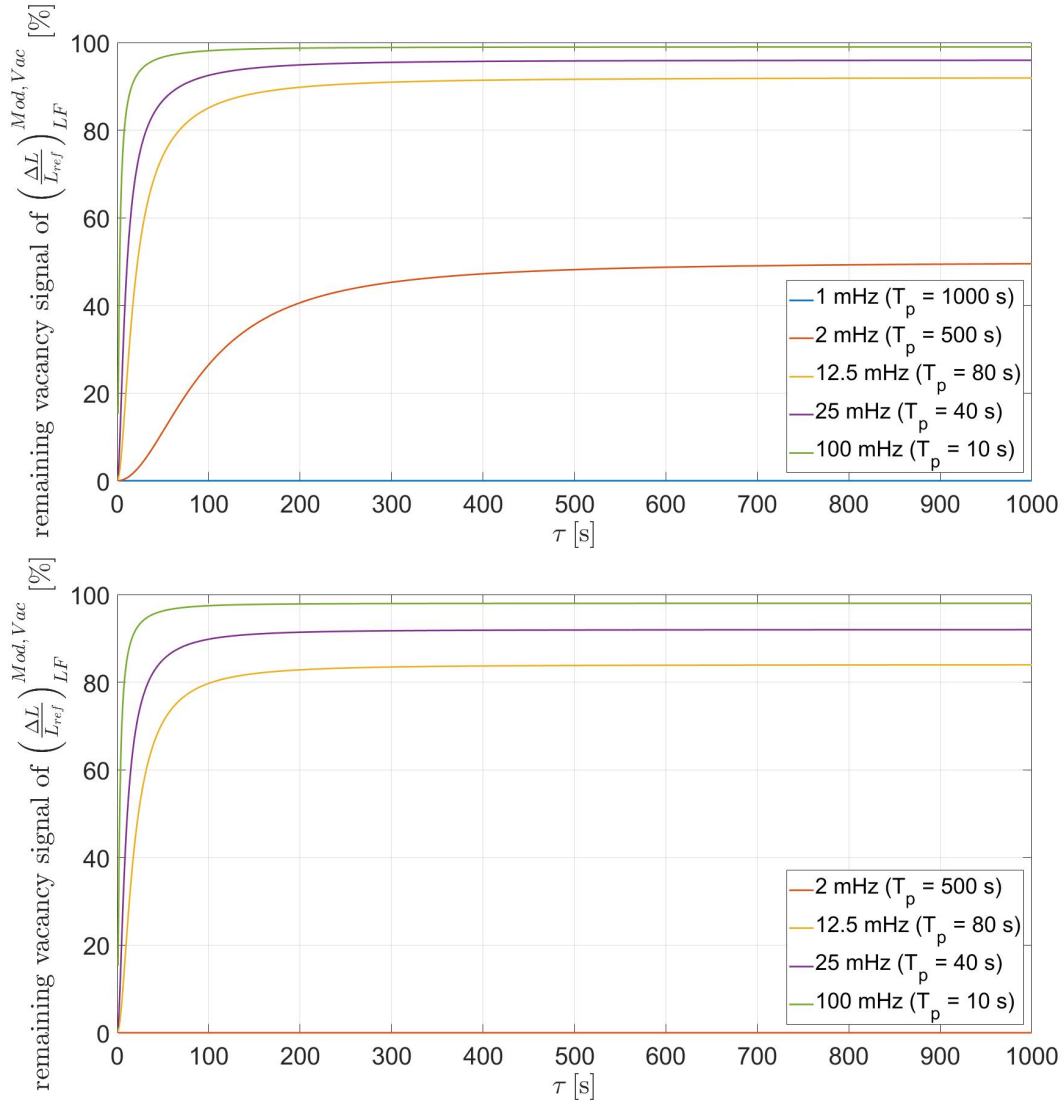 remaining vacancy signal of (ΔL/L_ref)_LF^Mod,Vac [%]
100
80
60
40
20
0
1 mHz (T_p = 1000 s)
2 mHz (T_p = 500 s)
12.5 mHz (T_p = 80 s)
25 mHz (T_p = 40 s)
100 mHz (T_p = 10 s)
0 100 200 300 400 500 600 700 800 900 1000
τ [s]
remaining vacancy signal of (ΔL/L_ref)_LF^Mod,Vac [%]
100
80
60
40
20
0
2 mHz (T_p = 500 s)
12.5 mHz (T_p = 80 s)
25 mHz (T_p = 40 s)
100 mHz (T_p = 10 s)
0 100 200 300 400 500 600 700 800 900 1000
τ [s]